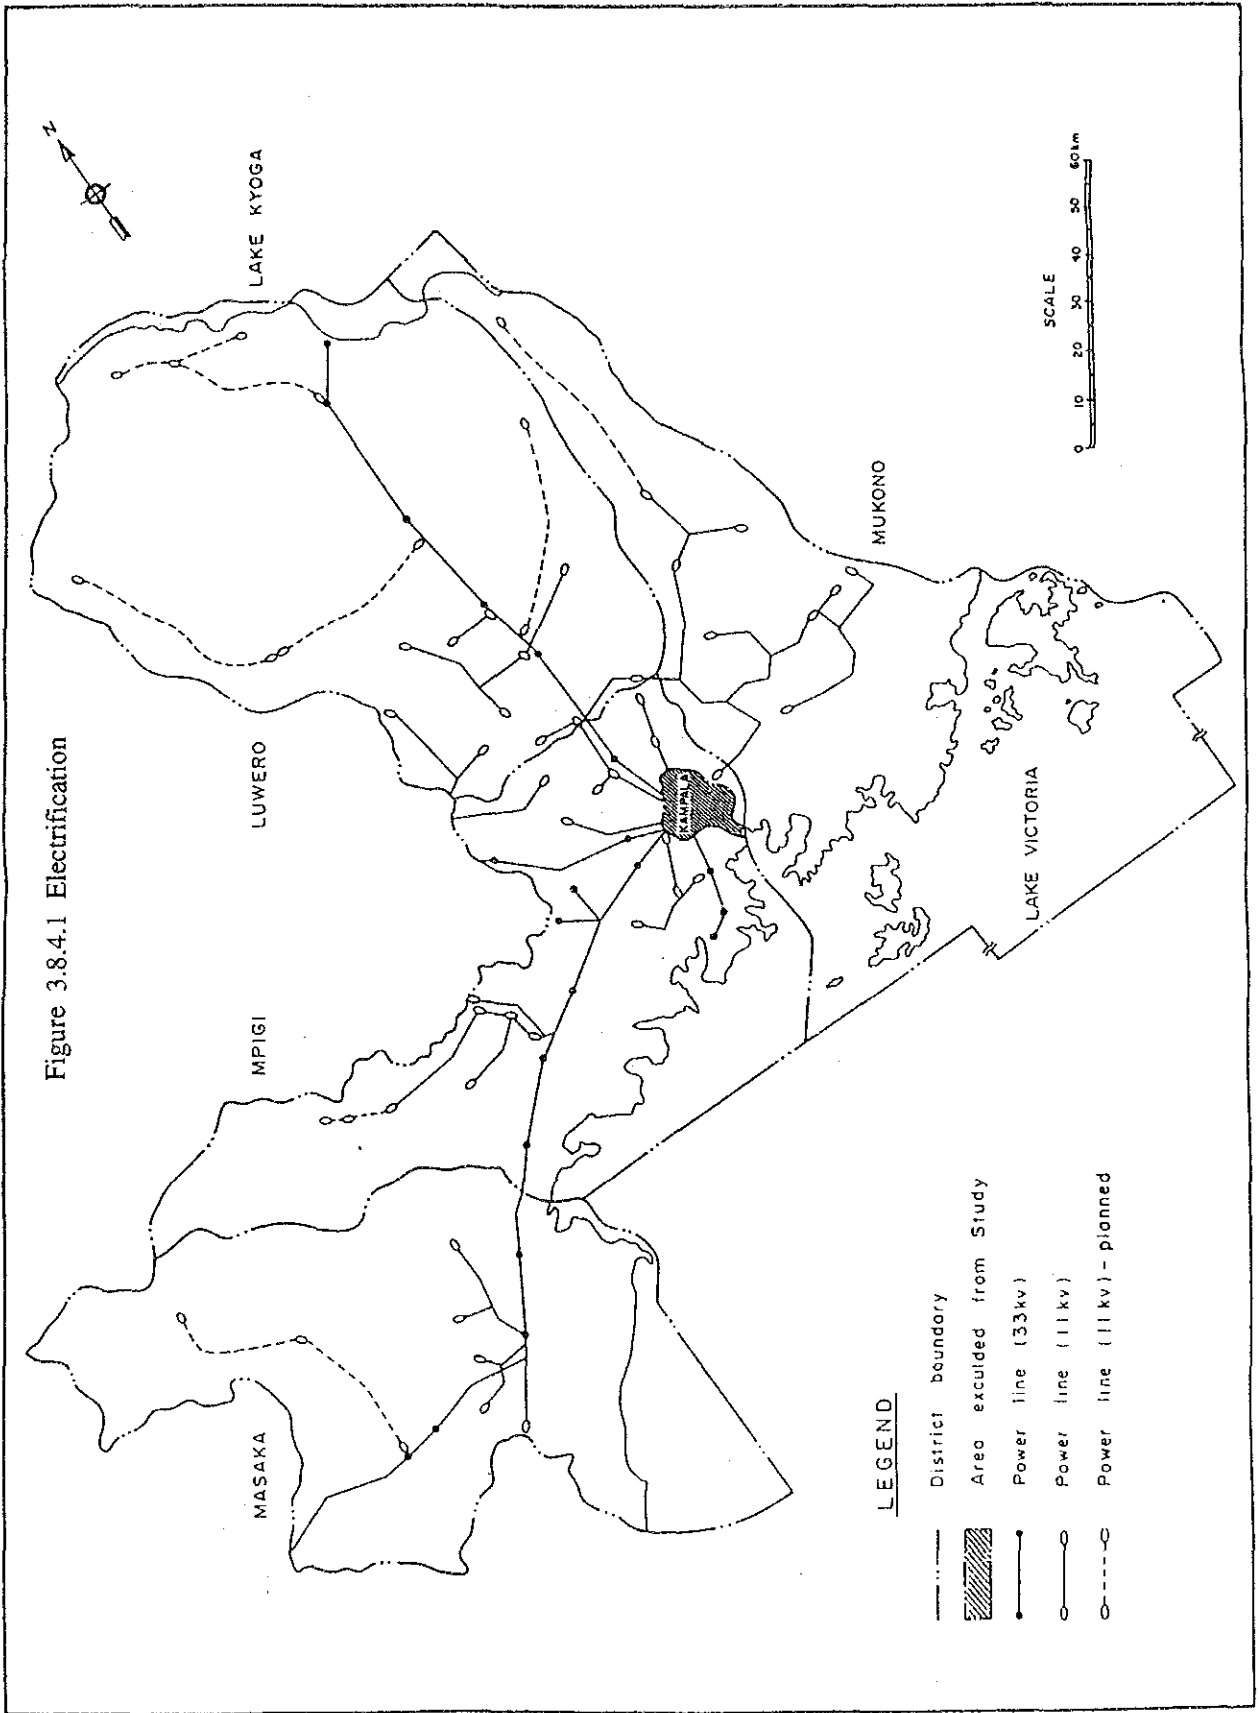 Figure 3.8.4.1 Electrification
MASAKA
MPIGI
LUWERO
LAKE KYOGA
N
KAMPALA
MUKONO
LAKE VICTORIA
SCALE
0 10 20 30 40 50 60km
LEGEND
District boundary
Area exculded from Study
Power line (33kv)
Power line (11kv)
Power line (11kv)-planned